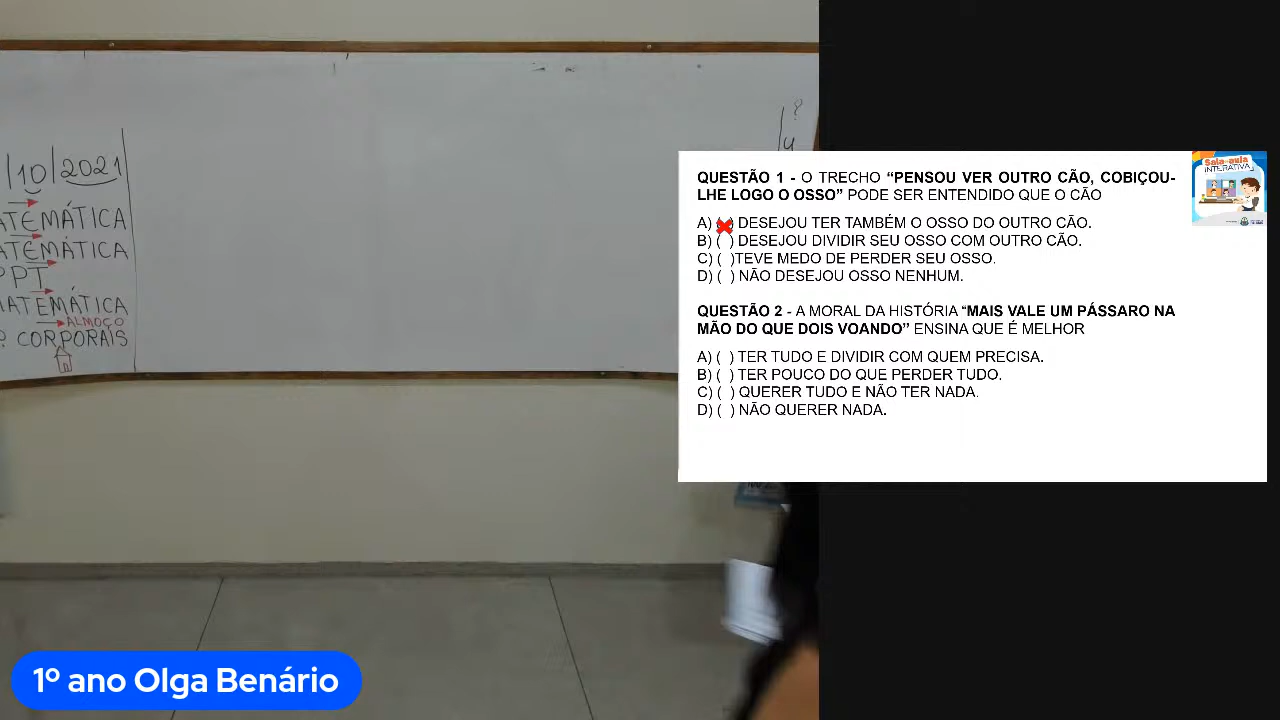 |10|2021
ATEMÁTICA
ATEMÁTICA
PPT
MATEMÁTICA
ALMOÇO
CORPORAIS
?
4
QUESTÃO 1 - O TRECHO “PENSOU VER OUTRO CÃO, COBIÇOU-
LHE LOGO O OSSO” PODE SER ENTENDIDO QUE O CÃO
A) ( ) DESEJOU TER TAMBÉM O OSSO DO OUTRO CÃO.
B) ( ) DESEJOU DIVIDIR SEU OSSO COM OUTRO CÃO.
C) ( )TEVE MEDO DE PERDER SEU OSSO.
D) ( ) NÃO DESEJOU OSSO NENHUM.
QUESTÃO 2 - A MORAL DA HISTÓRIA “MAIS VALE UM PÁSSARO NA
MÃO DO QUE DOIS VOANDO” ENSINA QUE É MELHOR
A) ( ) TER TUDO E DIVIDIR COM QUEM PRECISA.
B) ( ) TER POUCO DO QUE PERDER TUDO.
C) ( ) QUERER TUDO E NÃO TER NADA.
D) ( ) NÃO QUERER NADA.
Sala de aula
INTERATIVA
1º ano Olga Benário